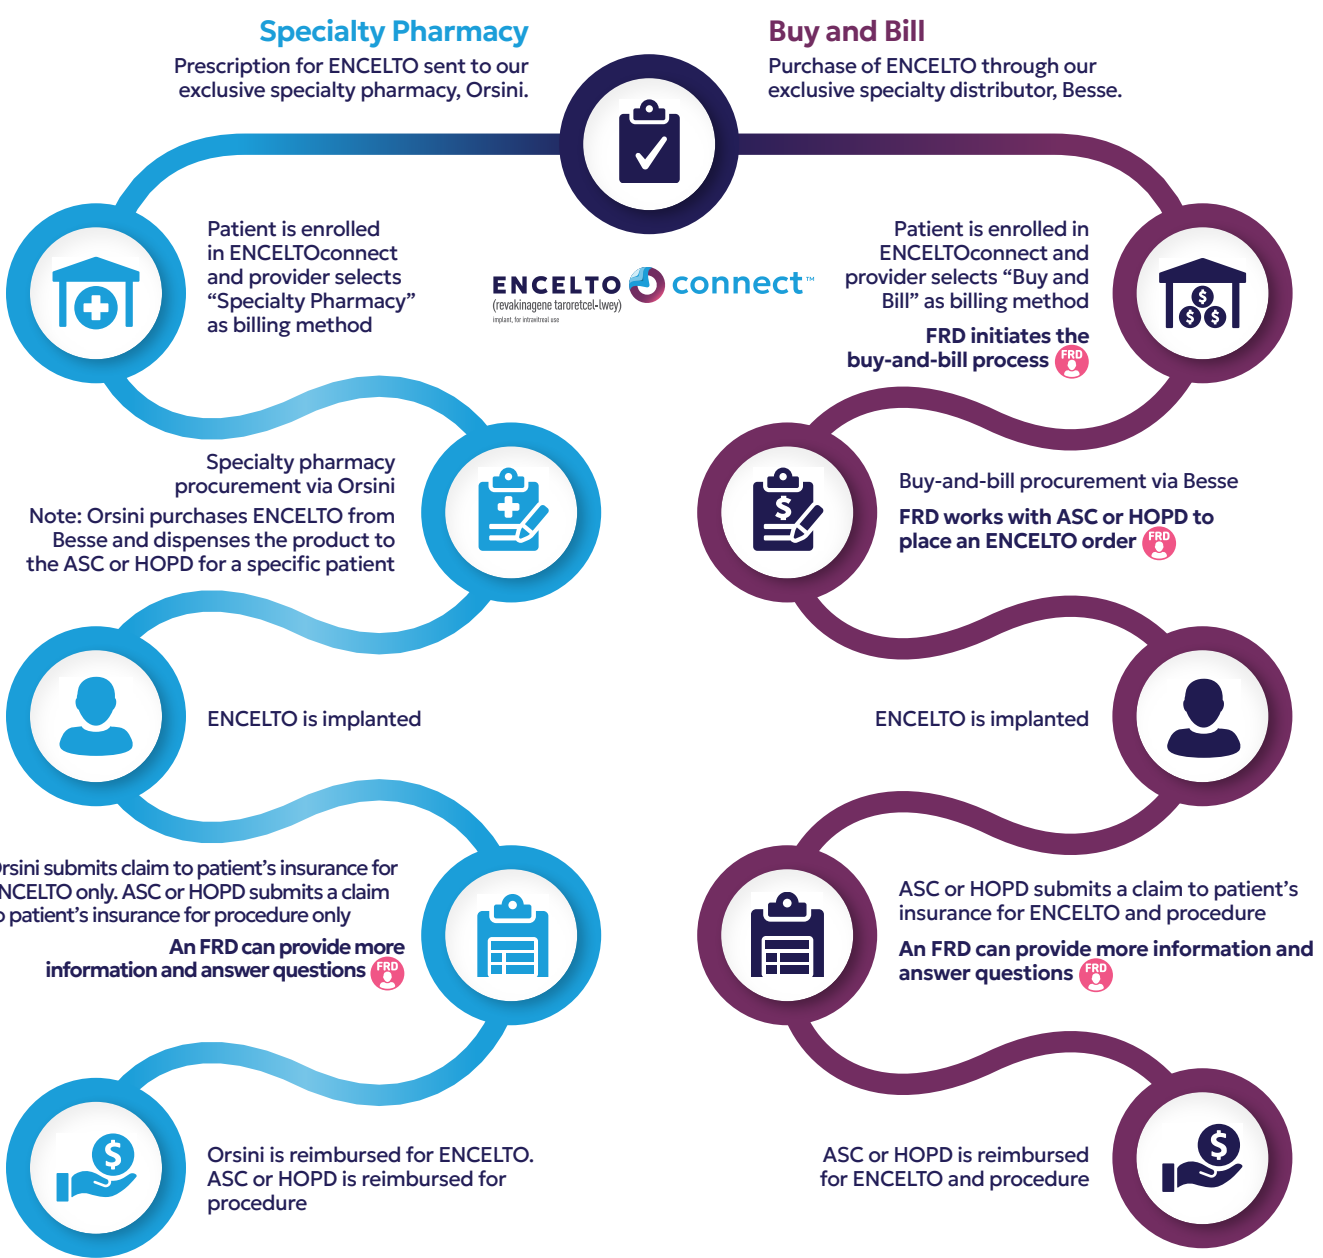 Specialty Pharmacy
Prescription for ENCELTO sent to our
exclusive specialty pharmacy, Orsini.
Buy and Bill
Purchase of ENCELTO through our
exclusive specialty distributor, Besse.
Patient is enrolled
in ENCELTOconnect
and provider selects
“Specialty Pharmacy”
as billing method
ENCELTO connect™
(revakinagene taroretcel-lwey)
implant, for intravitreal use
Patient is enrolled in
ENCELTOconnect and
provider selects “Buy and
Bill” as billing method
FRD initiates the
buy-and-bill process FRD
Specialty pharmacy
procurement via Orsini
Note: Orsini purchases ENCELTO from
Besse and dispenses the product to
the ASC or HOPD for a specific patient
Buy-and-bill procurement via Besse
FRD works with ASC or HOPD to
place an ENCELTO order FRD
ENCELTO is implanted
ENCELTO is implanted
rsini submits claim to patient’s insurance for
NCELTO only. ASC or HOPD submits a claim
o patient’s insurance for procedure only
An FRD can provide more
information and answer questions FRD
ASC or HOPD submits a claim to patient’s
insurance for ENCELTO and procedure
An FRD can provide more information and
answer questions FRD
Orsini is reimbursed for ENCELTO.
ASC or HOPD is reimbursed for
procedure
ASC or HOPD is reimbursed
for ENCELTO and procedure